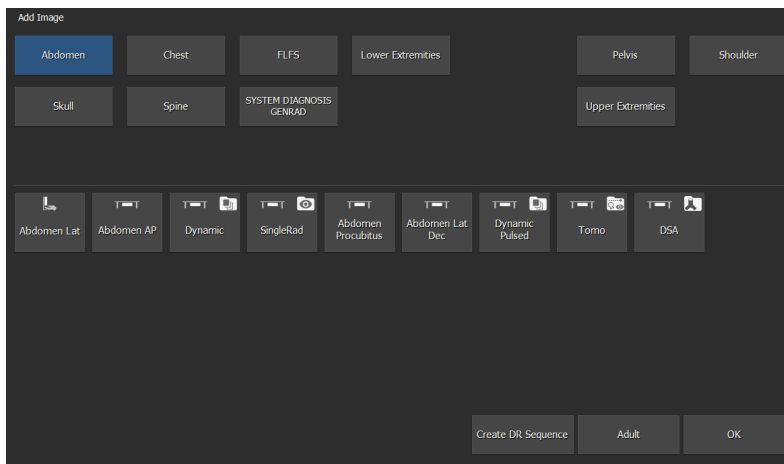 Add Image
Abdomen
Chest
FLFS
Lower Extremities
Pelvis
Shoulder
Skull
Spine
SYSTEM DIAGNOSIS
GENRAD
Upper Extremities
Abdomen Lat
Abdomen AP
Dynamic
SingleRad
Abdomen
Procubitus
Abdomen Lat
Dec
Dynamic
Pulsed
Tomo
DSA
Create DR Sequence
Adult
OK